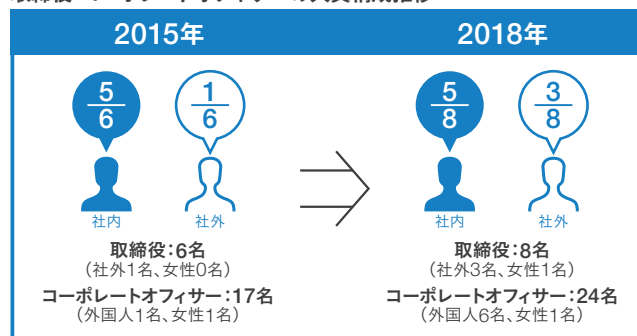 2015年
2018年
5/6
1/6
5/8
3/8
社内
社外
社内
社外
取締役:6名
(社外1名、女性0名)
コーポレートオフィサー:17名
(外国人1名、女性1名)
取締役:8名
(社外3名、女性1名)
コーポレートオフィサー:24名
(外国人6名、女性1名)